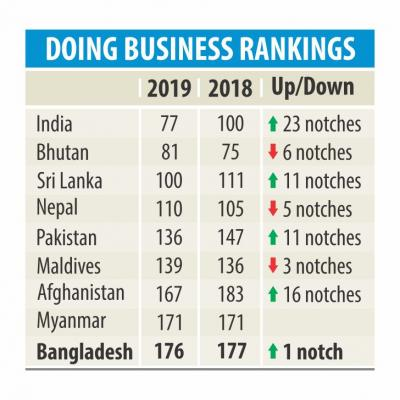 DOING BUSINESS RANKINGS
2019 2018 Up/Down
India 77 100 23 notches
Bhutan 81 75 6 notches
Sri Lanka 100 111 11 notches
Nepal 110 105 5 notches
Pakistan 136 147 11 notches
Maldives 139 136 3 notches
Afghanistan 167 183 16 notches
Myanmar 171 171
Bangladesh 176 177 1 notch